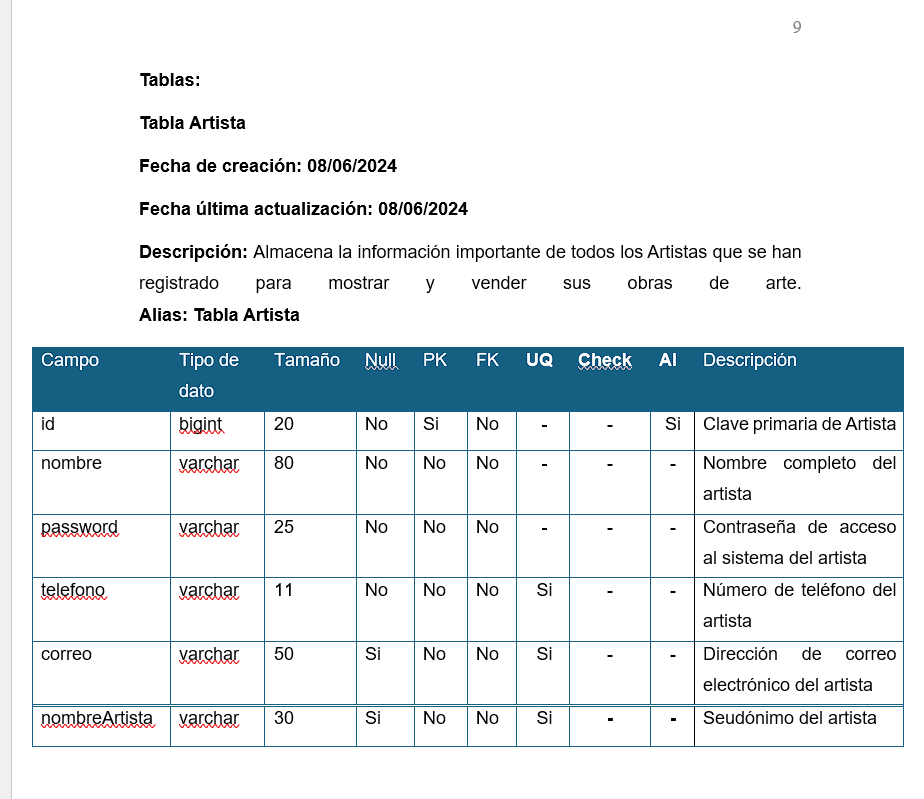 9
Tablas:
Tabla Artista
Fecha de creación: 08/06/2024
Fecha última actualización: 08/06/2024
Descripción: Almacena la información importante de todos los Artistas que se han
registrado para mostrar y vender sus obras de arte.
Alias: Tabla Artista
Campo Tipo de dato Tamaño Null PK FK UQ Check AI Descripción
id bigint 20 No Si No - - Si Clave primaria de Artista
nombre varchar 80 No No No - - - Nombre completo del
artista
password varchar 25 No No No - - - Contraseña de acceso
al sistema del artista
telefono varchar 11 No No No Si - - Número de teléfono del
artista
correo varchar 50 Si No No Si - - Dirección de correo
electrónico del artista
nombreArtista varchar 30 Si No No Si - - Seudónimo del artista